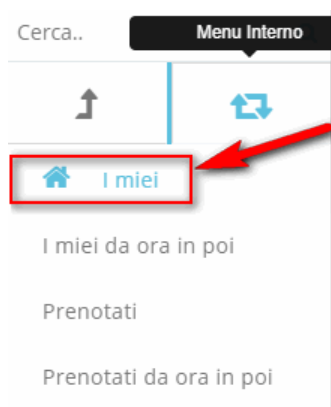 Cerca.. Menu Interno
I miei
I miei da ora in poi
Prenotati
Prenotati da ora in poi